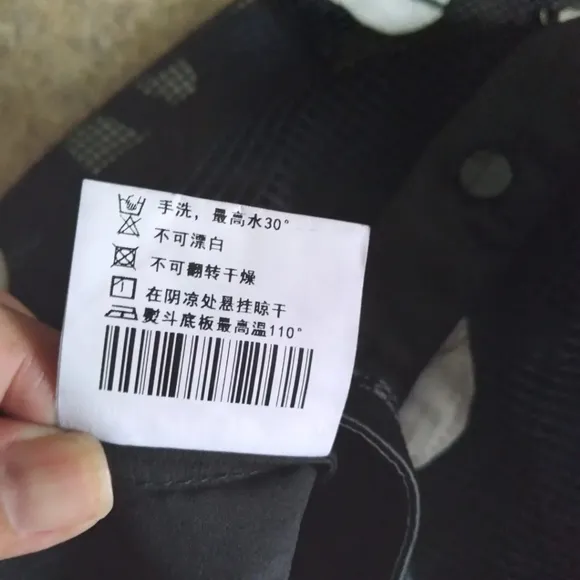 手洗，最高水30°
不可漂白
不可翻转干燥
在阴凉处悬挂晾干
熨斗底板最高温110°